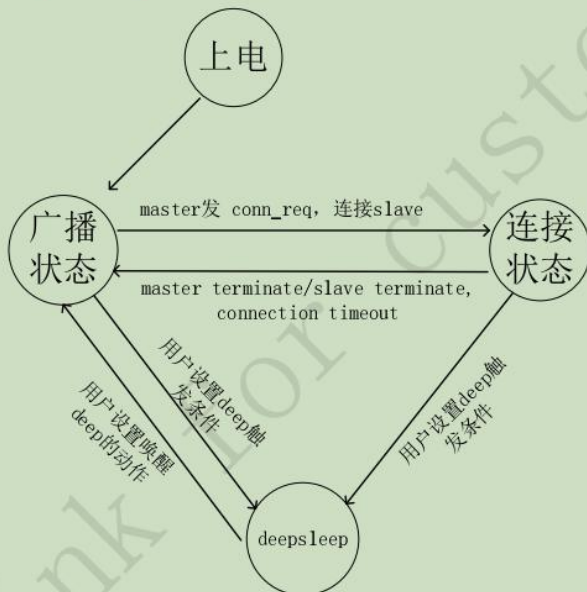 上电
广播
状态
master发 conn_req, 连接slave
连接
状态
master terminate/slave terminate,
connection timeout
用户设置deep触
发条件
用户设置唤醒
deep的动作
用户设置deep触
发条件
deepsleep
nk for custo